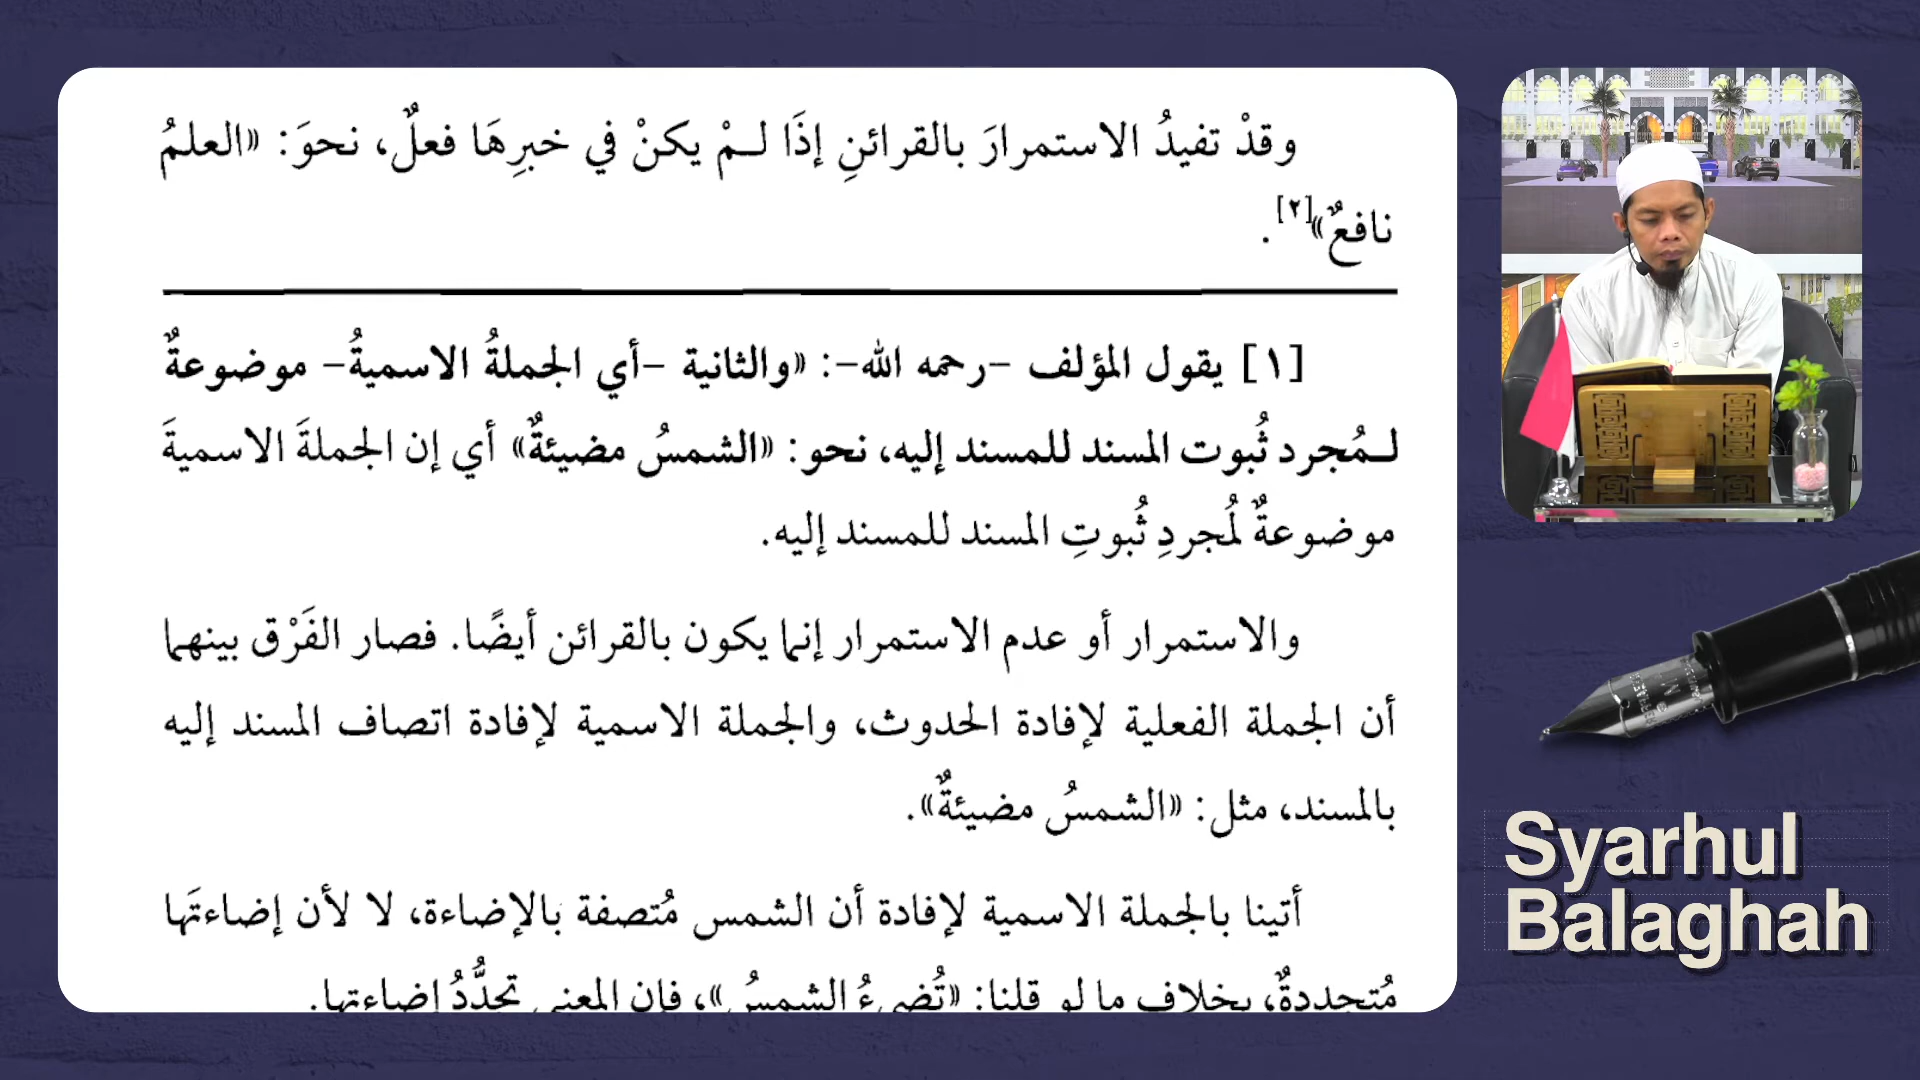 وقدْ تفيدُ الاستمرارَ بالقرائنِ إذَا لـمْ يكنْ في خبرِهَا فعلٌ، نحوَ: «العلمُ
نافعٌ»[٢].
[١] يقول المؤلف -رحمه الله-: «والثانية -أي الجملةُ الاسميةُ- موضوعةٌ
لـمُجرد ثُبوت المسند للمسند إليه، نحو: «الشمسُ مضيئةٌ» أي إن الجملةَ الاسميةَ
موضوعةٌ لمُجردِ ثُبوتِ المسند للمسند إليه.
والاستمرار أو عدم الاستمرار إنما يكون بالقرائن أيضًا. فصار الفَرْق بينهما
أن الجملة الفعلية لإفادة الحدوث، والجملة الاسمية لإفادة اتصاف المسند إليه
بالمسند، مثل: «الشمسُ مضيئةٌ».
أتينا بالجملة الاسمية لإفادة أن الشمس مُتصفة بالإضاءة، لا لأن إضاءتَها
مُتجددةٌ، بخلاف ما لو قلنا: «تُضيءُ الشمسُ»، فإن المعنى تجدُّدُ إضاءتها.
Syarhul
Balaghah